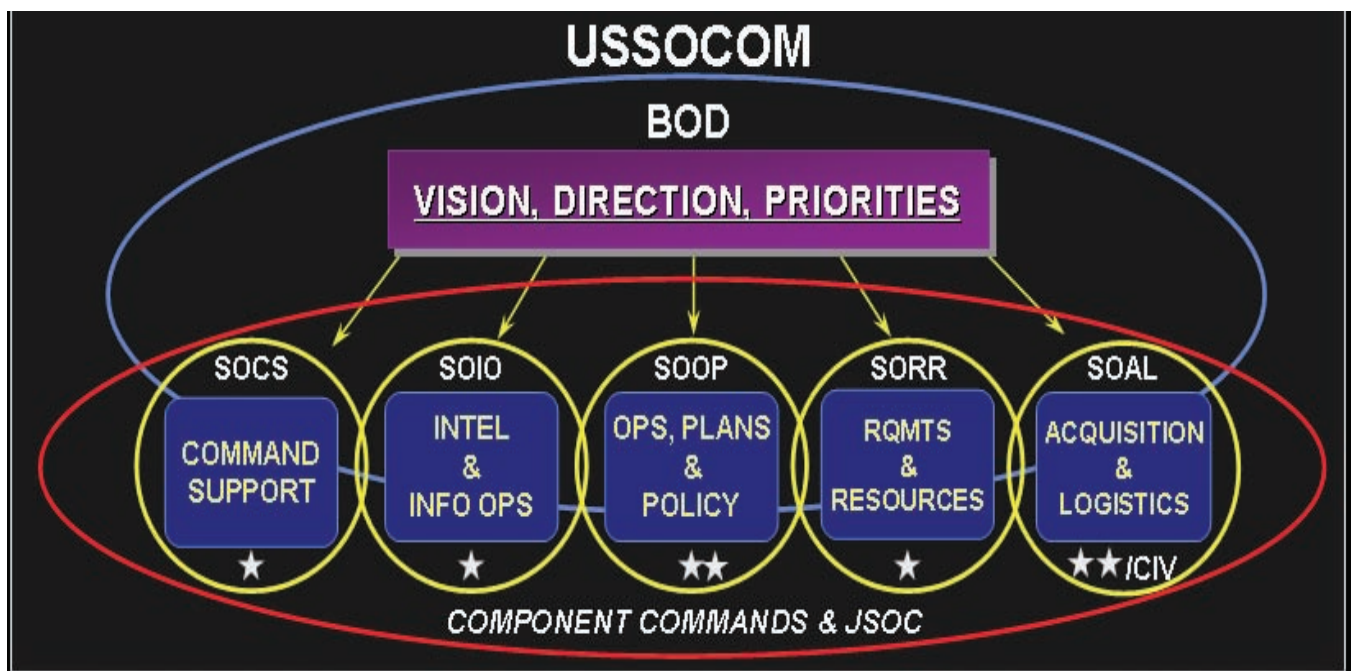 USSOCOM
BOD
VISION, DIRECTION, PRIORITIES
SOCS
COMMAND
SUPPORT
SOIO
INTEL
&
INFO OPS
SOOP
OPS, PLANS
&
POLICY
SORR
RQMTS
&
RESOURCES
SOAL
ACQUISITION
&
LOGISTICS
/CIV
COMPONENT COMMANDS & JSOC